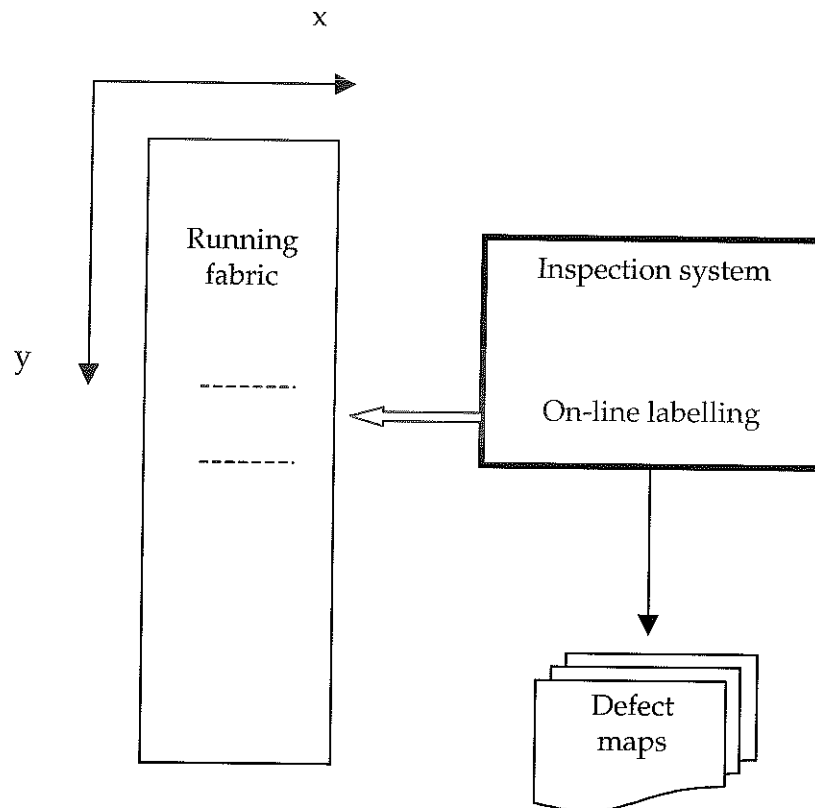 x
Running
fabric
Inspection system
y
On-line labelling
Defect
maps